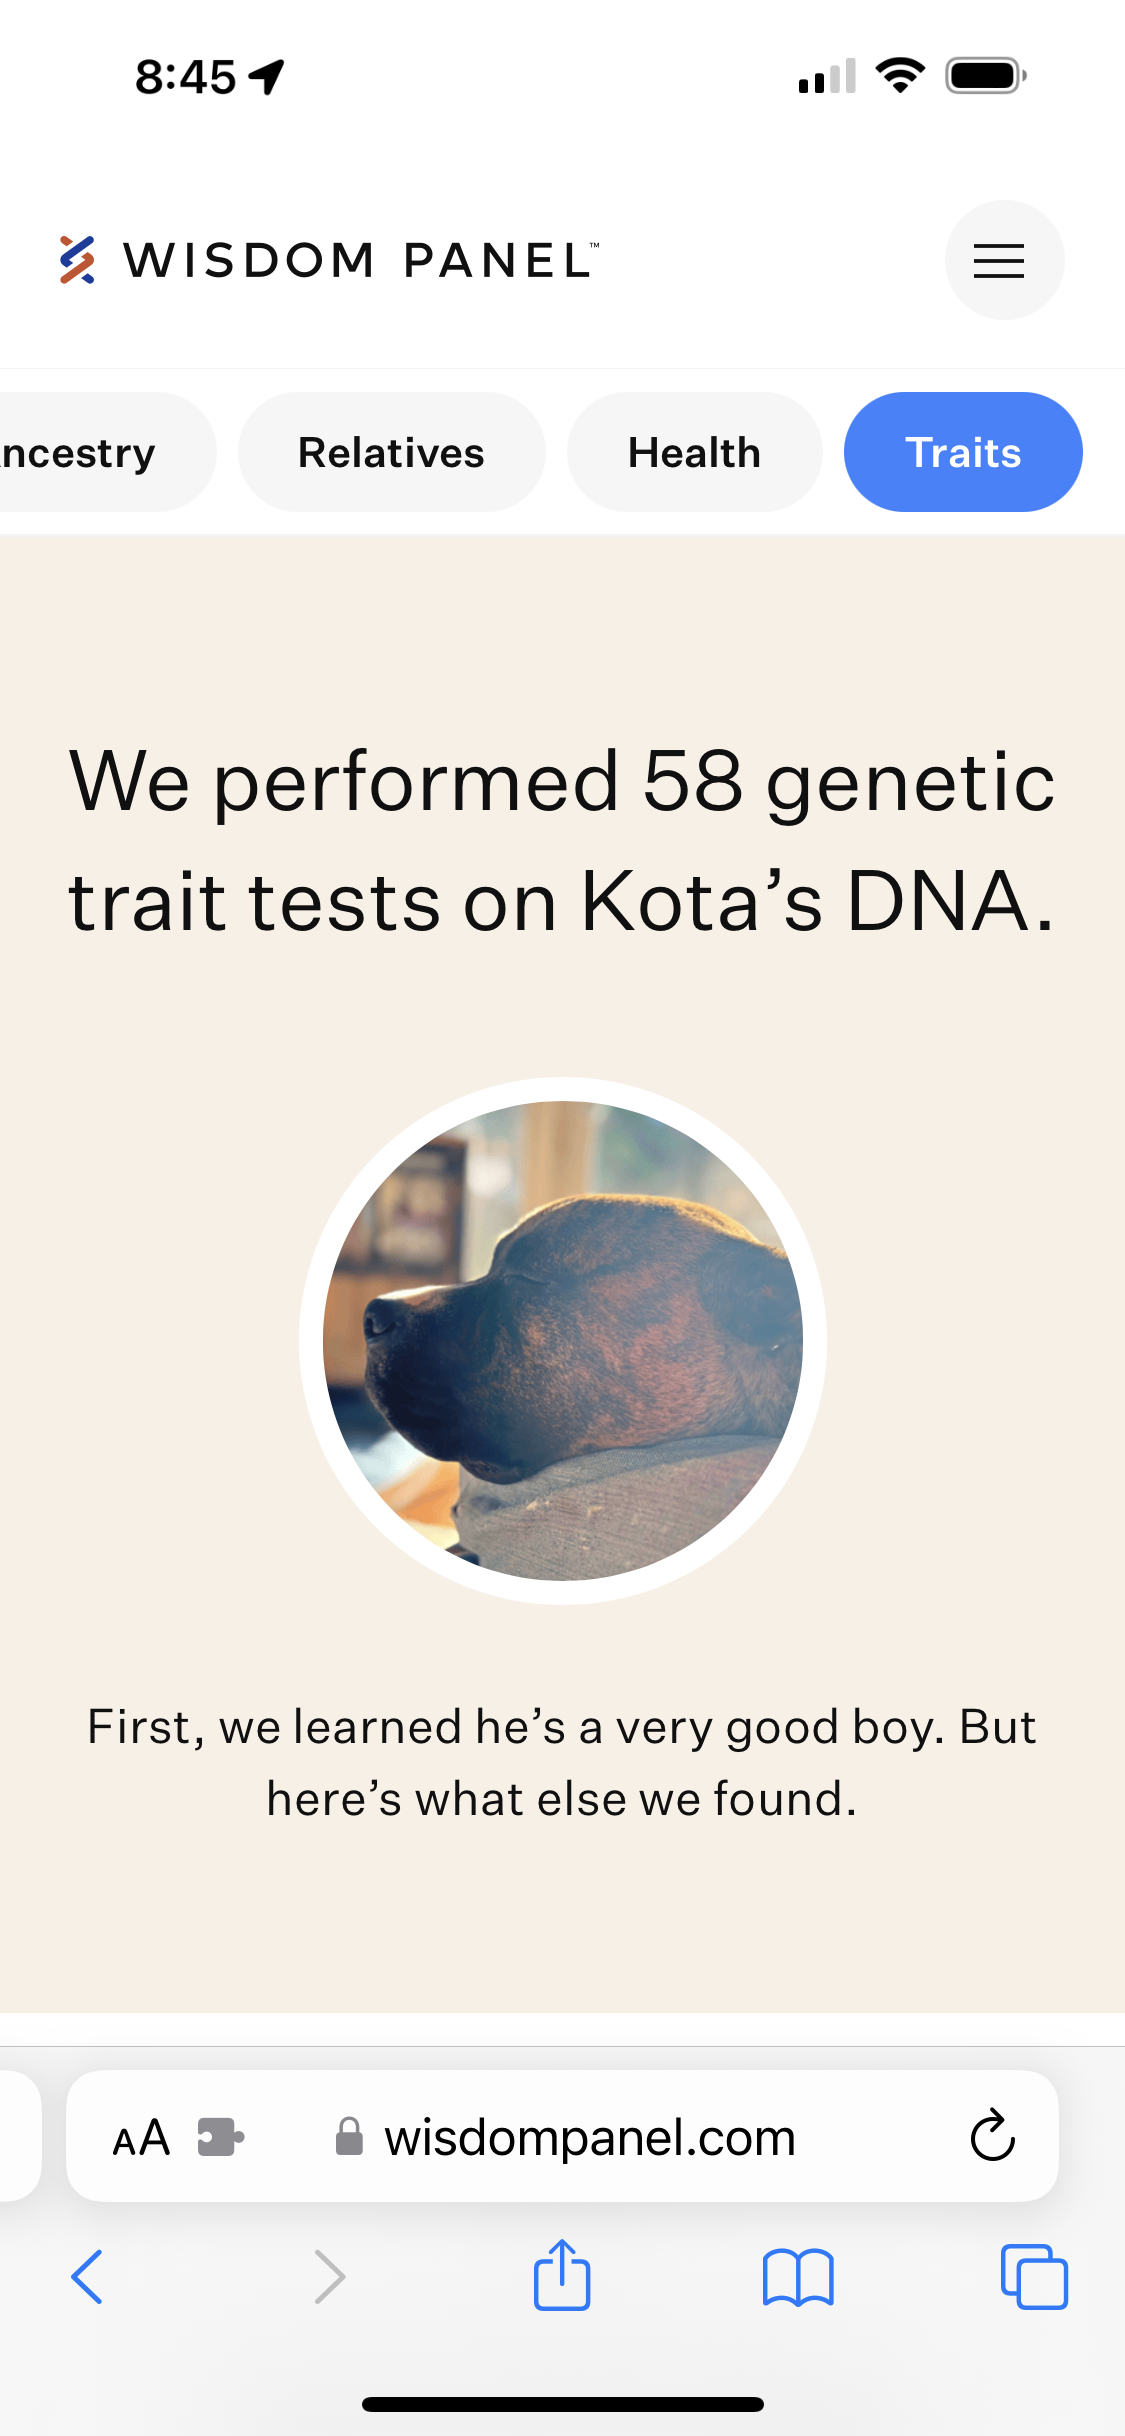 8:45
WISDOM PANEL™
ncestry Relatives Health Traits
We performed 58 genetic
trait tests on Kota’s DNA.
First, we learned he’s a very good boy. But
here’s what else we found.
AA wisdompanel.com